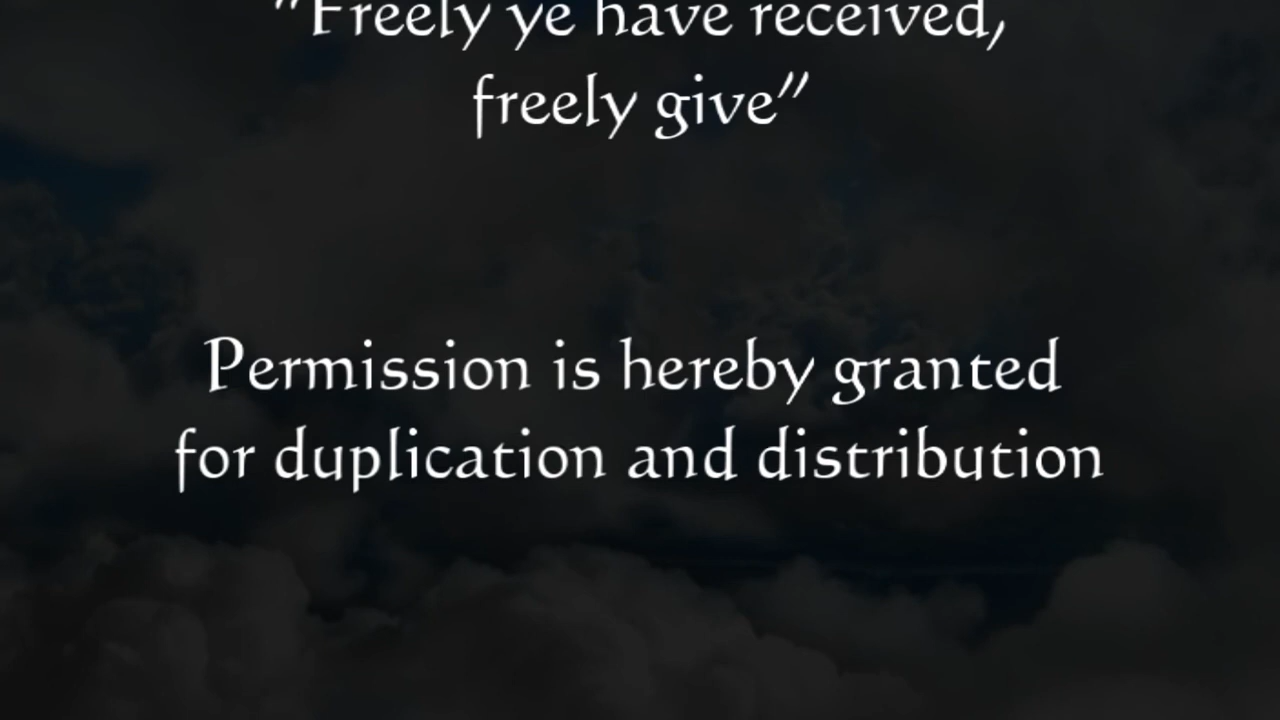 "Freely ye have received,
freely give"
Permission is hereby granted
for duplication and distribution